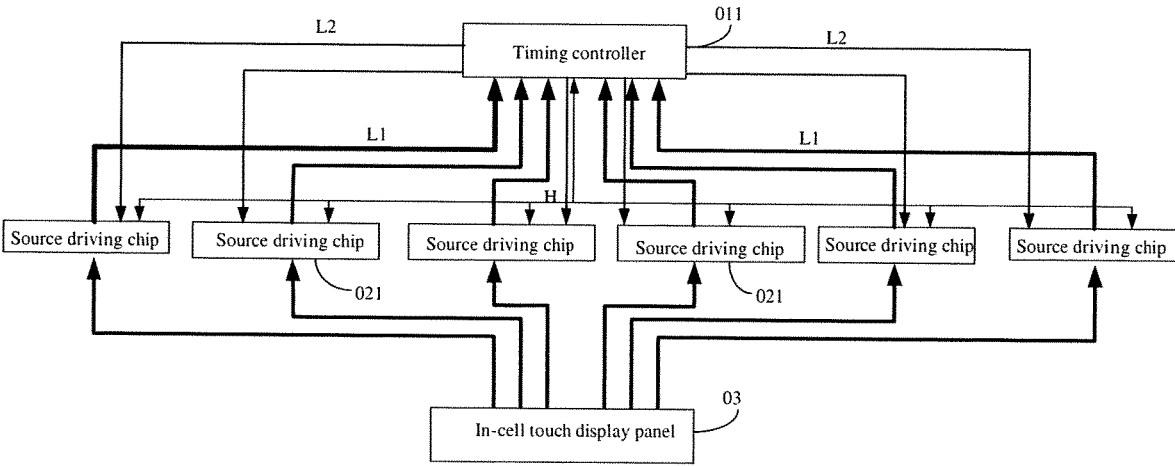 011
L2
Timing controller
L2
L1
L1
H
Source driving chip
Source driving chip
Source driving chip
Source driving chip
Source driving chip
Source driving chip
021
021
03
In-cell touch display panel